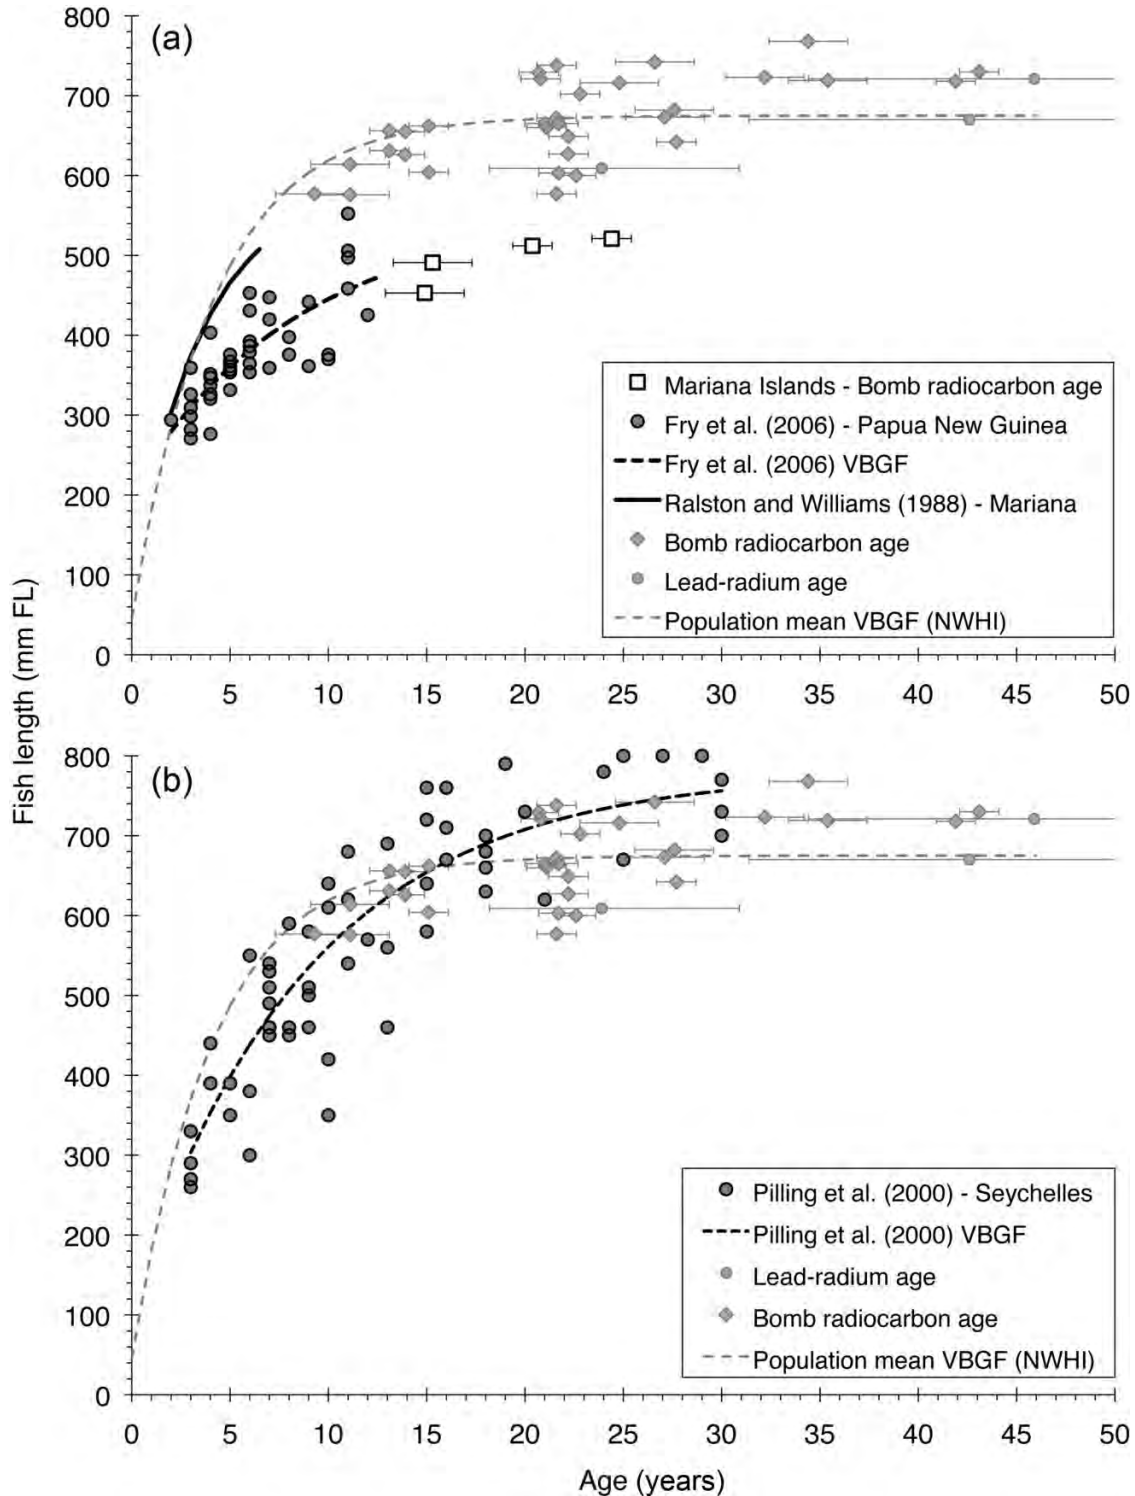 (a)
800
700
600
500
400
300
200
100
0
0 5 10 15 20 25 30 35 40 45 50
Mariana Islands - Bomb radiocarbon age
Fry et al. (2006) - Papua New Guinea
Fry et al. (2006) VBGF
Ralston and Williams (1988) - Mariana
Bomb radiocarbon age
Lead-radium age
Population mean VBGF (NWHI)
Fish length (mm FL)
(b)
800
700
600
500
400
300
200
100
0
0 5 10 15 20 25 30 35 40 45 50
Pilling et al. (2000) - Seychelles
Pilling et al. (2000) VBGF
Lead-radium age
Bomb radiocarbon age
Population mean VBGF (NWHI)
Age (years)